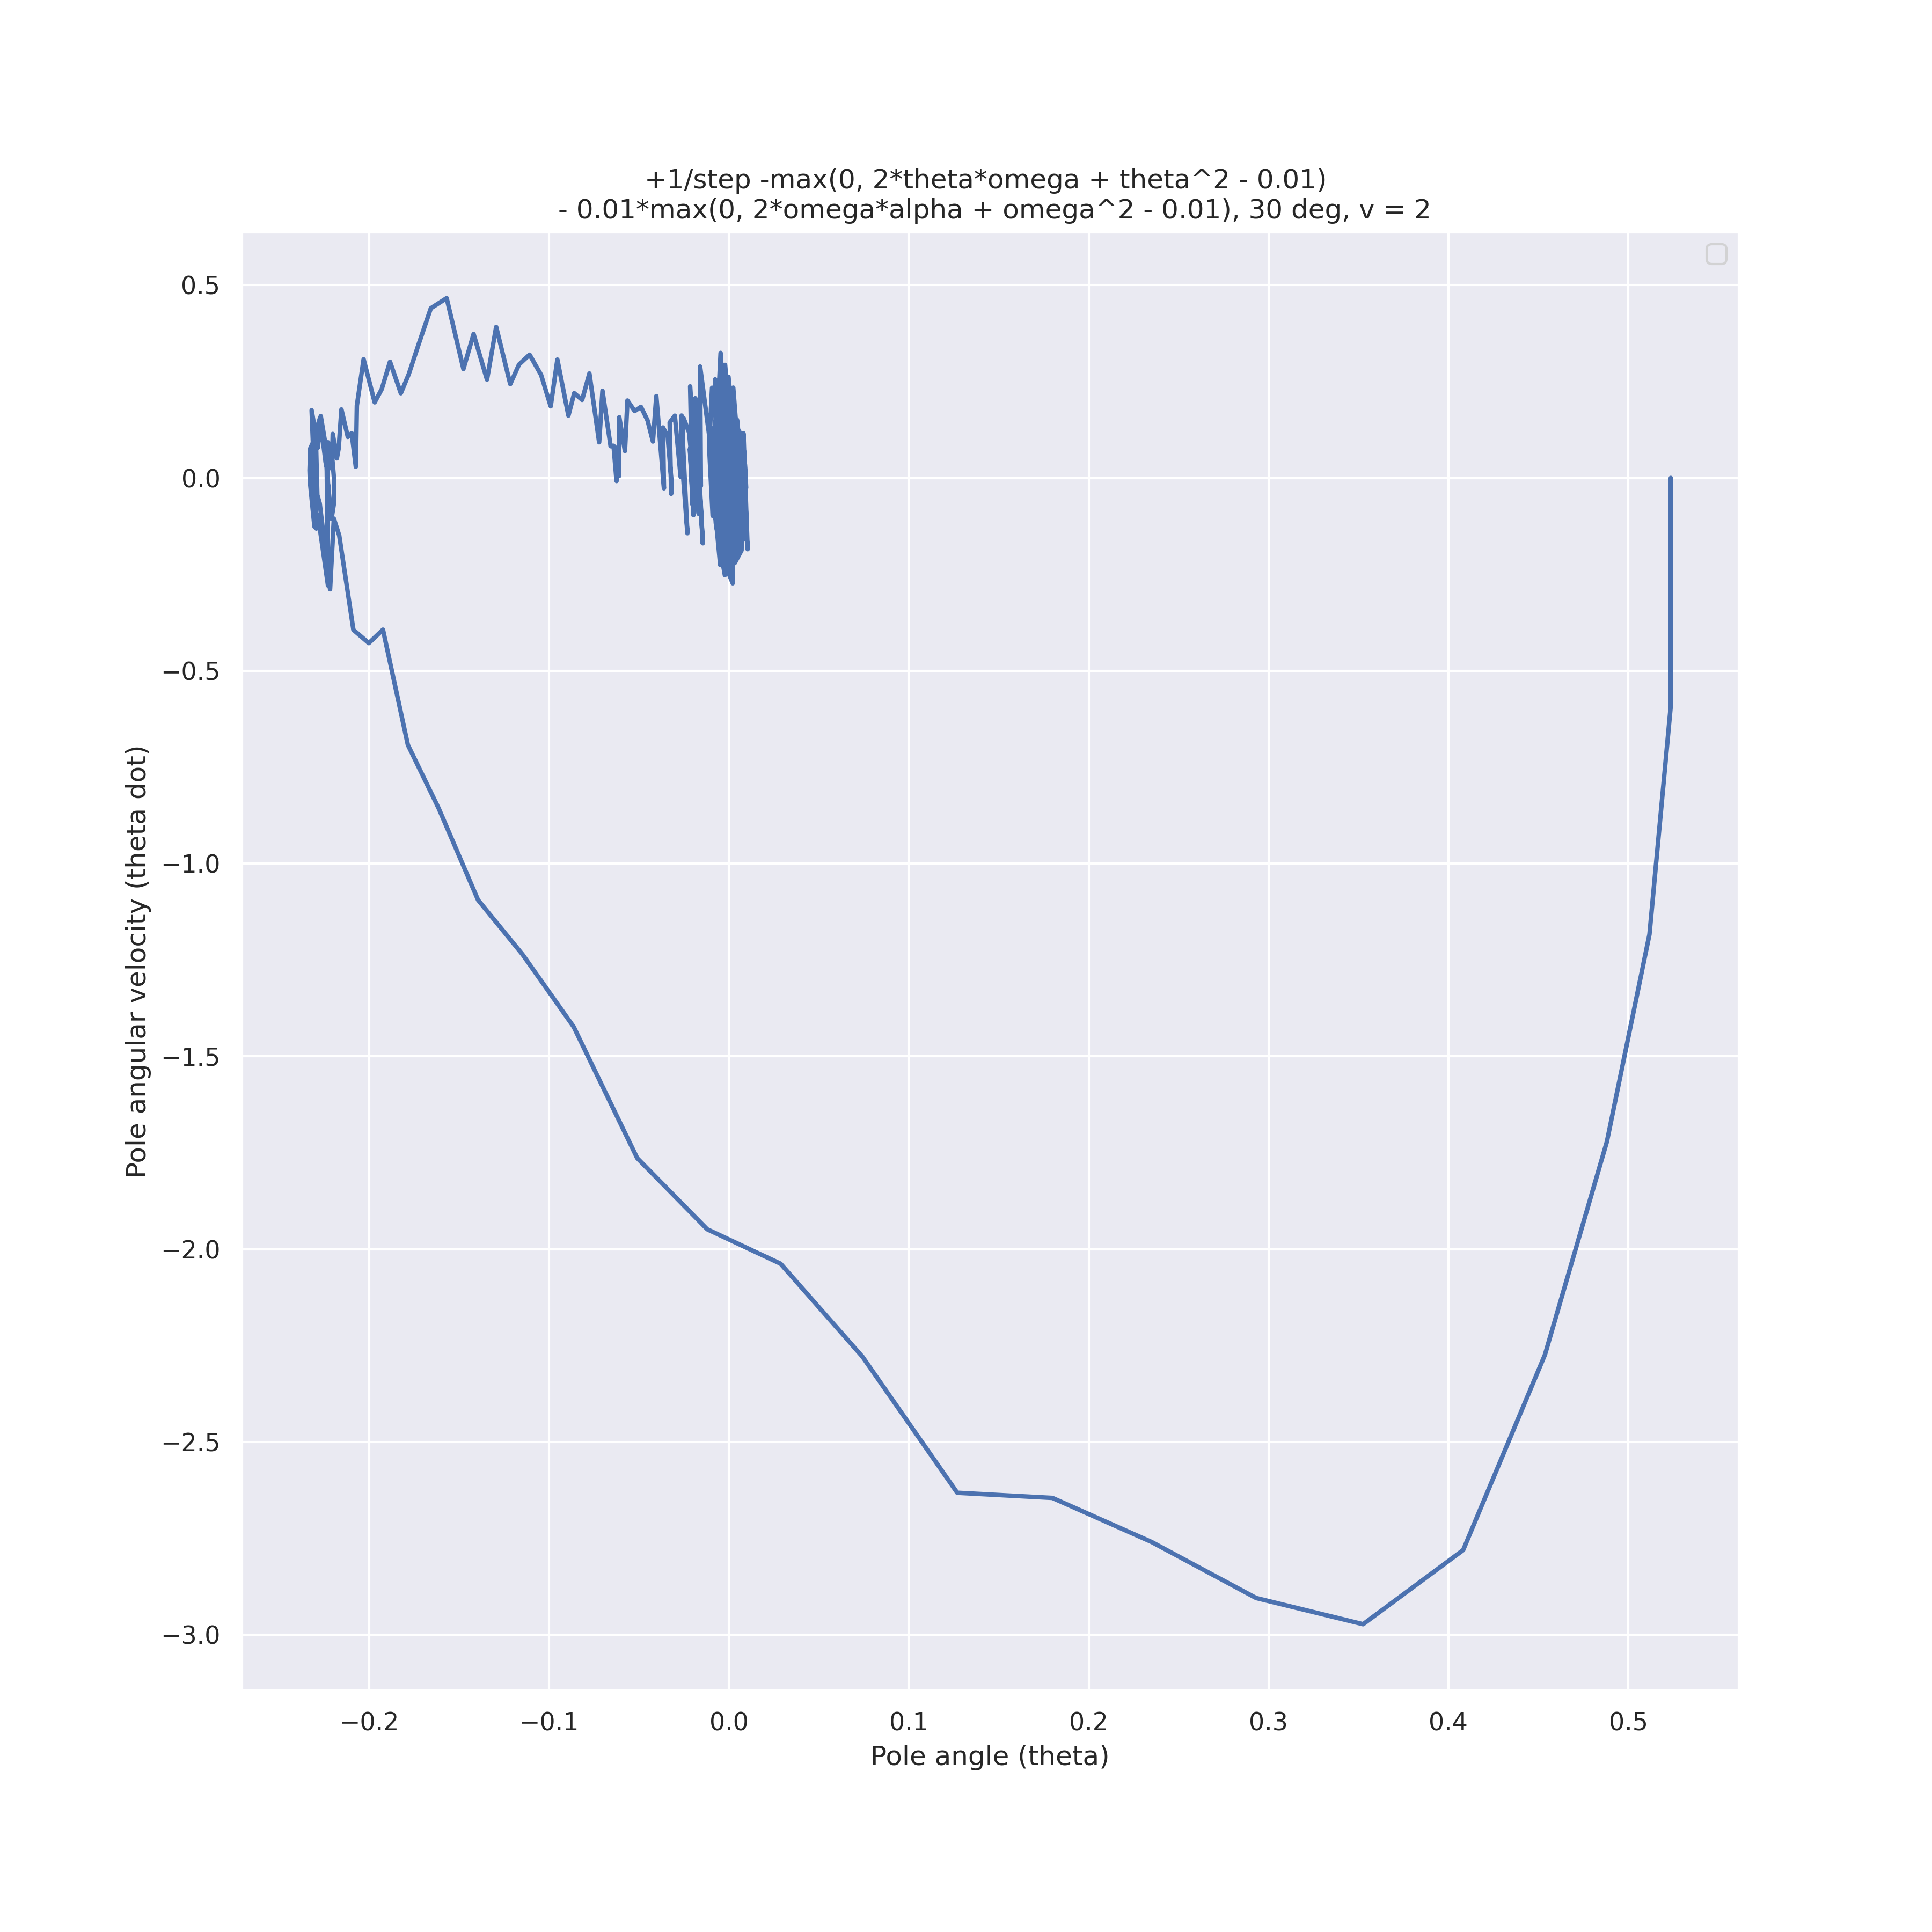 +1/step -max(0, 2*theta*omega + theta^2 - 0.01)
- 0.01*max(0, 2*omega*alpha + omega^2 - 0.01), 30 deg, v = 2
0.5
0.0
−0.5
−1.0
−1.5
−2.0
−2.5
−3.0
Pole angular velocity (theta dot)
−0.2 −0.1 0.0 0.1 0.2 0.3 0.4 0.5
Pole angle (theta)